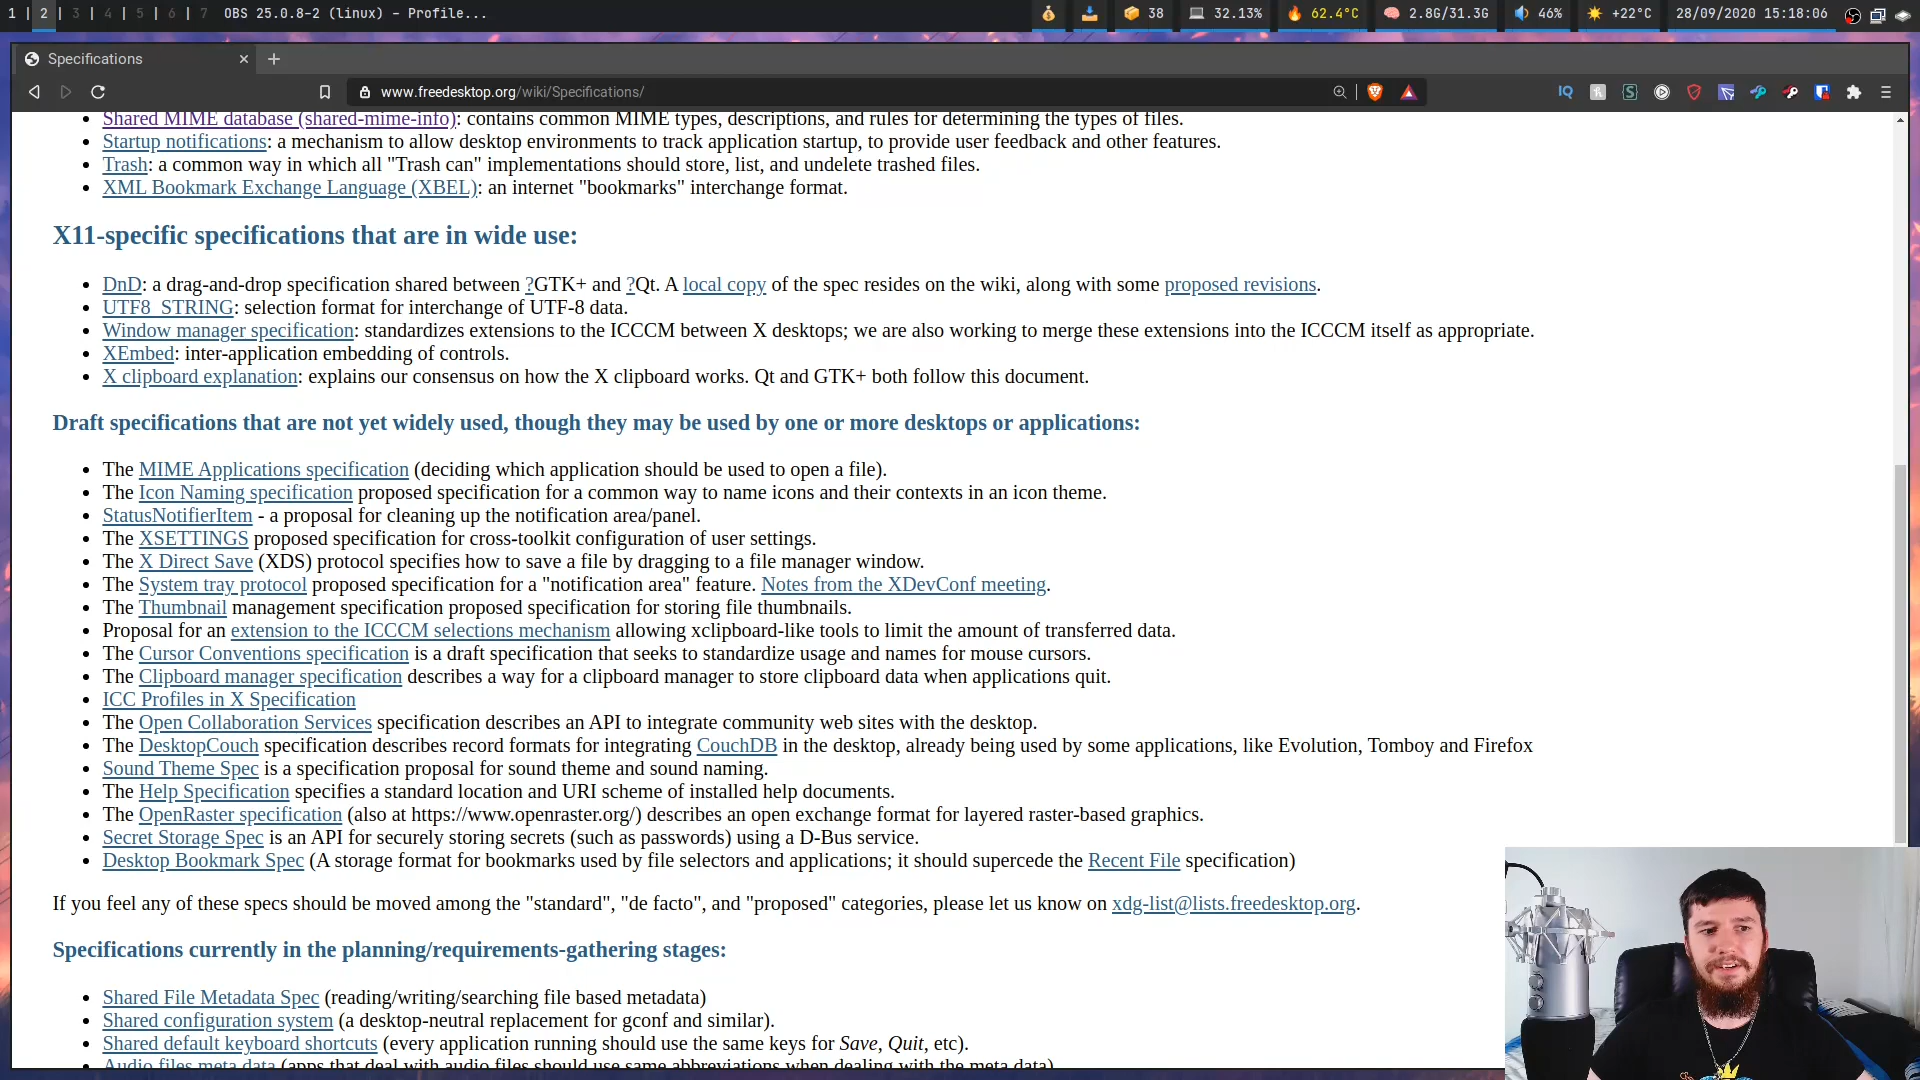 1 | 2 | 3 | 4 | 5 | 6 | 7 OBS 25.0.8-2 (linux) - Profile... 38 32.13% 62.4°C 2.8G/31.3G 46% +22°C 28/09/2020 15:18:06
Specifications
www.freedesktop.org/wiki/Specifications/ IQ
Shared MIME database (shared-mime-info): contains common MIME types, descriptions, and rules for determining the types of files.
Startup notifications: a mechanism to allow desktop environments to track application startup, to provide user feedback and other features.
Trash: a common way in which all "Trash can" implementations should store, list, and undelete trashed files.
XML Bookmark Exchange Language (XBEL): an internet "bookmarks" interchange format.
X11-specific specifications that are in wide use:
DnD: a drag-and-drop specification shared between ?GTK+ and ?Qt. A local copy of the spec resides on the wiki, along with some proposed revisions.
UTF8_STRING: selection format for interchange of UTF-8 data.
Window manager specification: standardizes extensions to the ICCCM between X desktops; we are also working to merge these extensions into the ICCCM itself as appropriate.
XEmbed: inter-application embedding of controls.
X clipboard explanation: explains our consensus on how the X clipboard works. Qt and GTK+ both follow this document.
Draft specifications that are not yet widely used, though they may be used by one or more desktops or applications:
The MIME Applications specification (deciding which application should be used to open a file).
The Icon Naming specification proposed specification for a common way to name icons and their contexts in an icon theme.
StatusNotifierItem - a proposal for cleaning up the notification area/panel.
The XSETTINGS proposed specification for cross-toolkit configuration of user settings.
The X Direct Save (XDS) protocol specifies how to save a file by dragging to a file manager window.
The System tray protocol proposed specification for a "notification area" feature. Notes from the XDevConf meeting.
The Thumbnail management specification proposed specification for storing file thumbnails.
Proposal for an extension to the ICCCM selections mechanism allowing xclipboard-like tools to limit the amount of transferred data.
The Cursor Conventions specification is a draft specification that seeks to standardize usage and names for mouse cursors.
The Clipboard manager specification describes a way for a clipboard manager to store clipboard data when applications quit.
ICC Profiles in X Specification
The Open Collaboration Services specification describes an API to integrate community web sites with the desktop.
The DesktopCouch specification describes record formats for integrating CouchDB in the desktop, already being used by some applications, like Evolution, Tomboy and Firefox
Sound Theme Spec is a specification proposal for sound theme and sound naming.
The Help Specification specifies a standard location and URI scheme of installed help documents.
The OpenRaster specification (also at https://www.openraster.org/) describes an open exchange format for layered raster-based graphics.
Secret Storage Spec is an API for securely storing secrets (such as passwords) using a D-Bus service.
Desktop Bookmark Spec (A storage format for bookmarks used by file selectors and applications; it should supercede the Recent File specification)
If you feel any of these specs should be moved among the "standard", "de facto", and "proposed" categories, please let us know on xdg-list@lists.freedesktop.org.
Specifications currently in the planning/requirements-gathering stages:
Shared File Metadata Spec (reading/writing/searching file based metadata)
Shared configuration system (a desktop-neutral replacement for gconf and similar).
Shared default keyboard shortcuts (every application running should use the same keys for Save, Quit, etc).
Audio files meta data (apps that deal with audio files should use same abbreviations when dealing with the meta data)